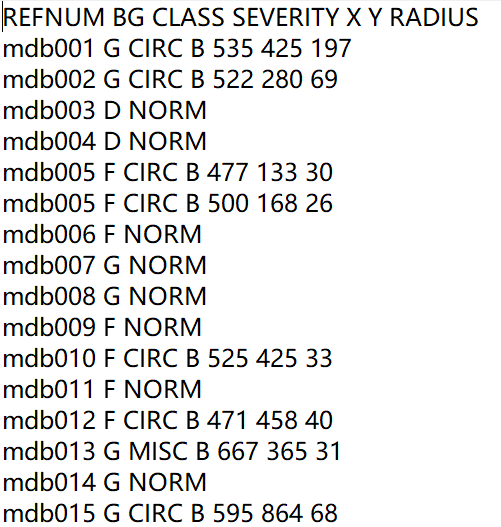 REFNUM BG CLASS SEVERITY X Y RADIUS
mdb001 G CIRC B 535 425 197
mdb002 G CIRC B 522 280 69
mdb003 D NORM
mdb004 D NORM
mdb005 F CIRC B 477 133 30
mdb005 F CIRC B 500 168 26
mdb006 F NORM
mdb007 G NORM
mdb008 G NORM
mdb009 F NORM
mdb010 F CIRC B 525 425 33
mdb011 F NORM
mdb012 F CIRC B 471 458 40
mdb013 G MISC B 667 365 31
mdb014 G NORM
mdb015 G CIRC B 595 864 68